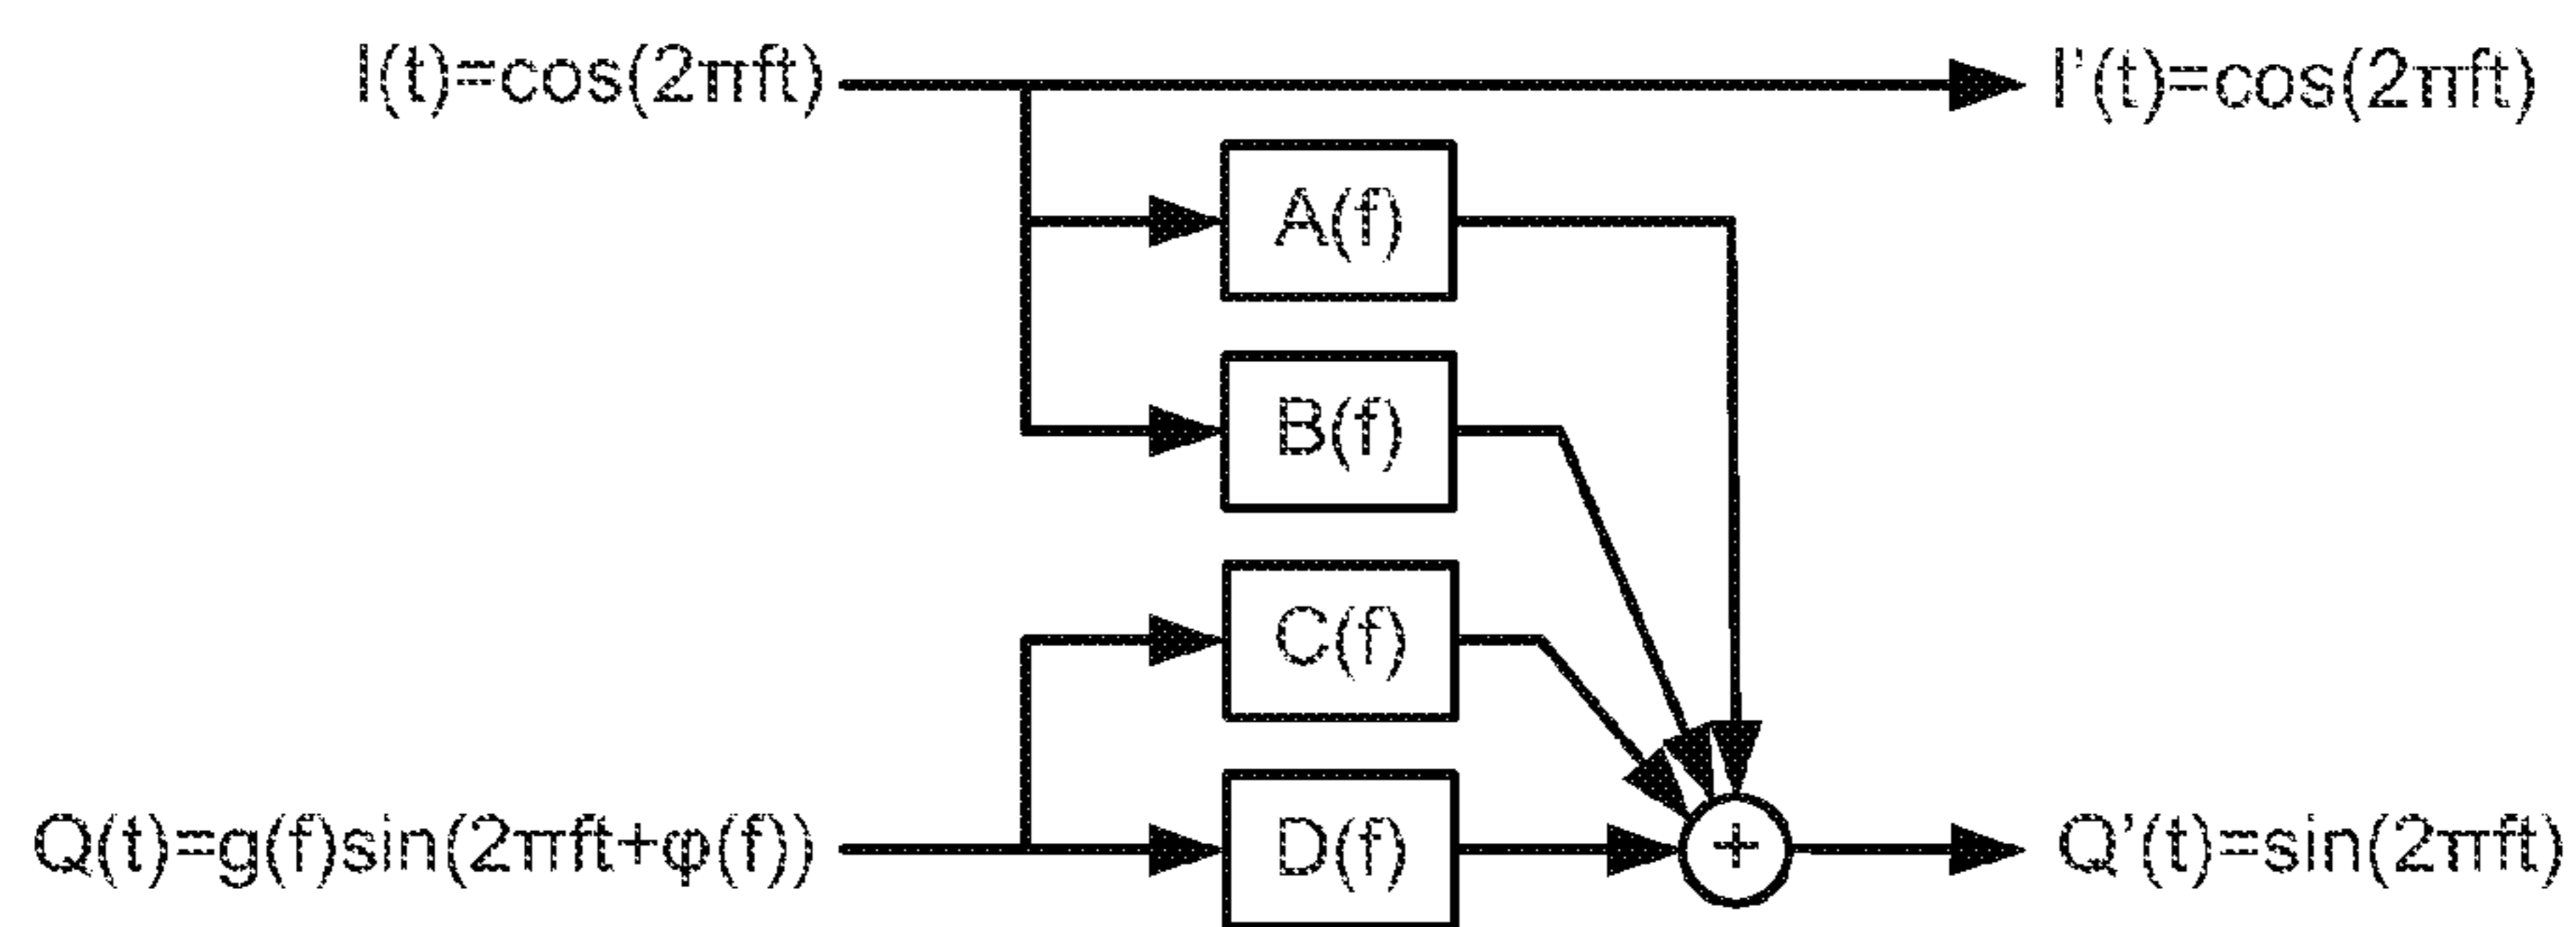 I(t)=cos(2πft)
I'(t)=cos(2πft)
A(f)
B(f)
C(f)
D(f)
+
Q(t)=g(f)sin(2πft+φ(f))
Q'(t)=sin(2πft)